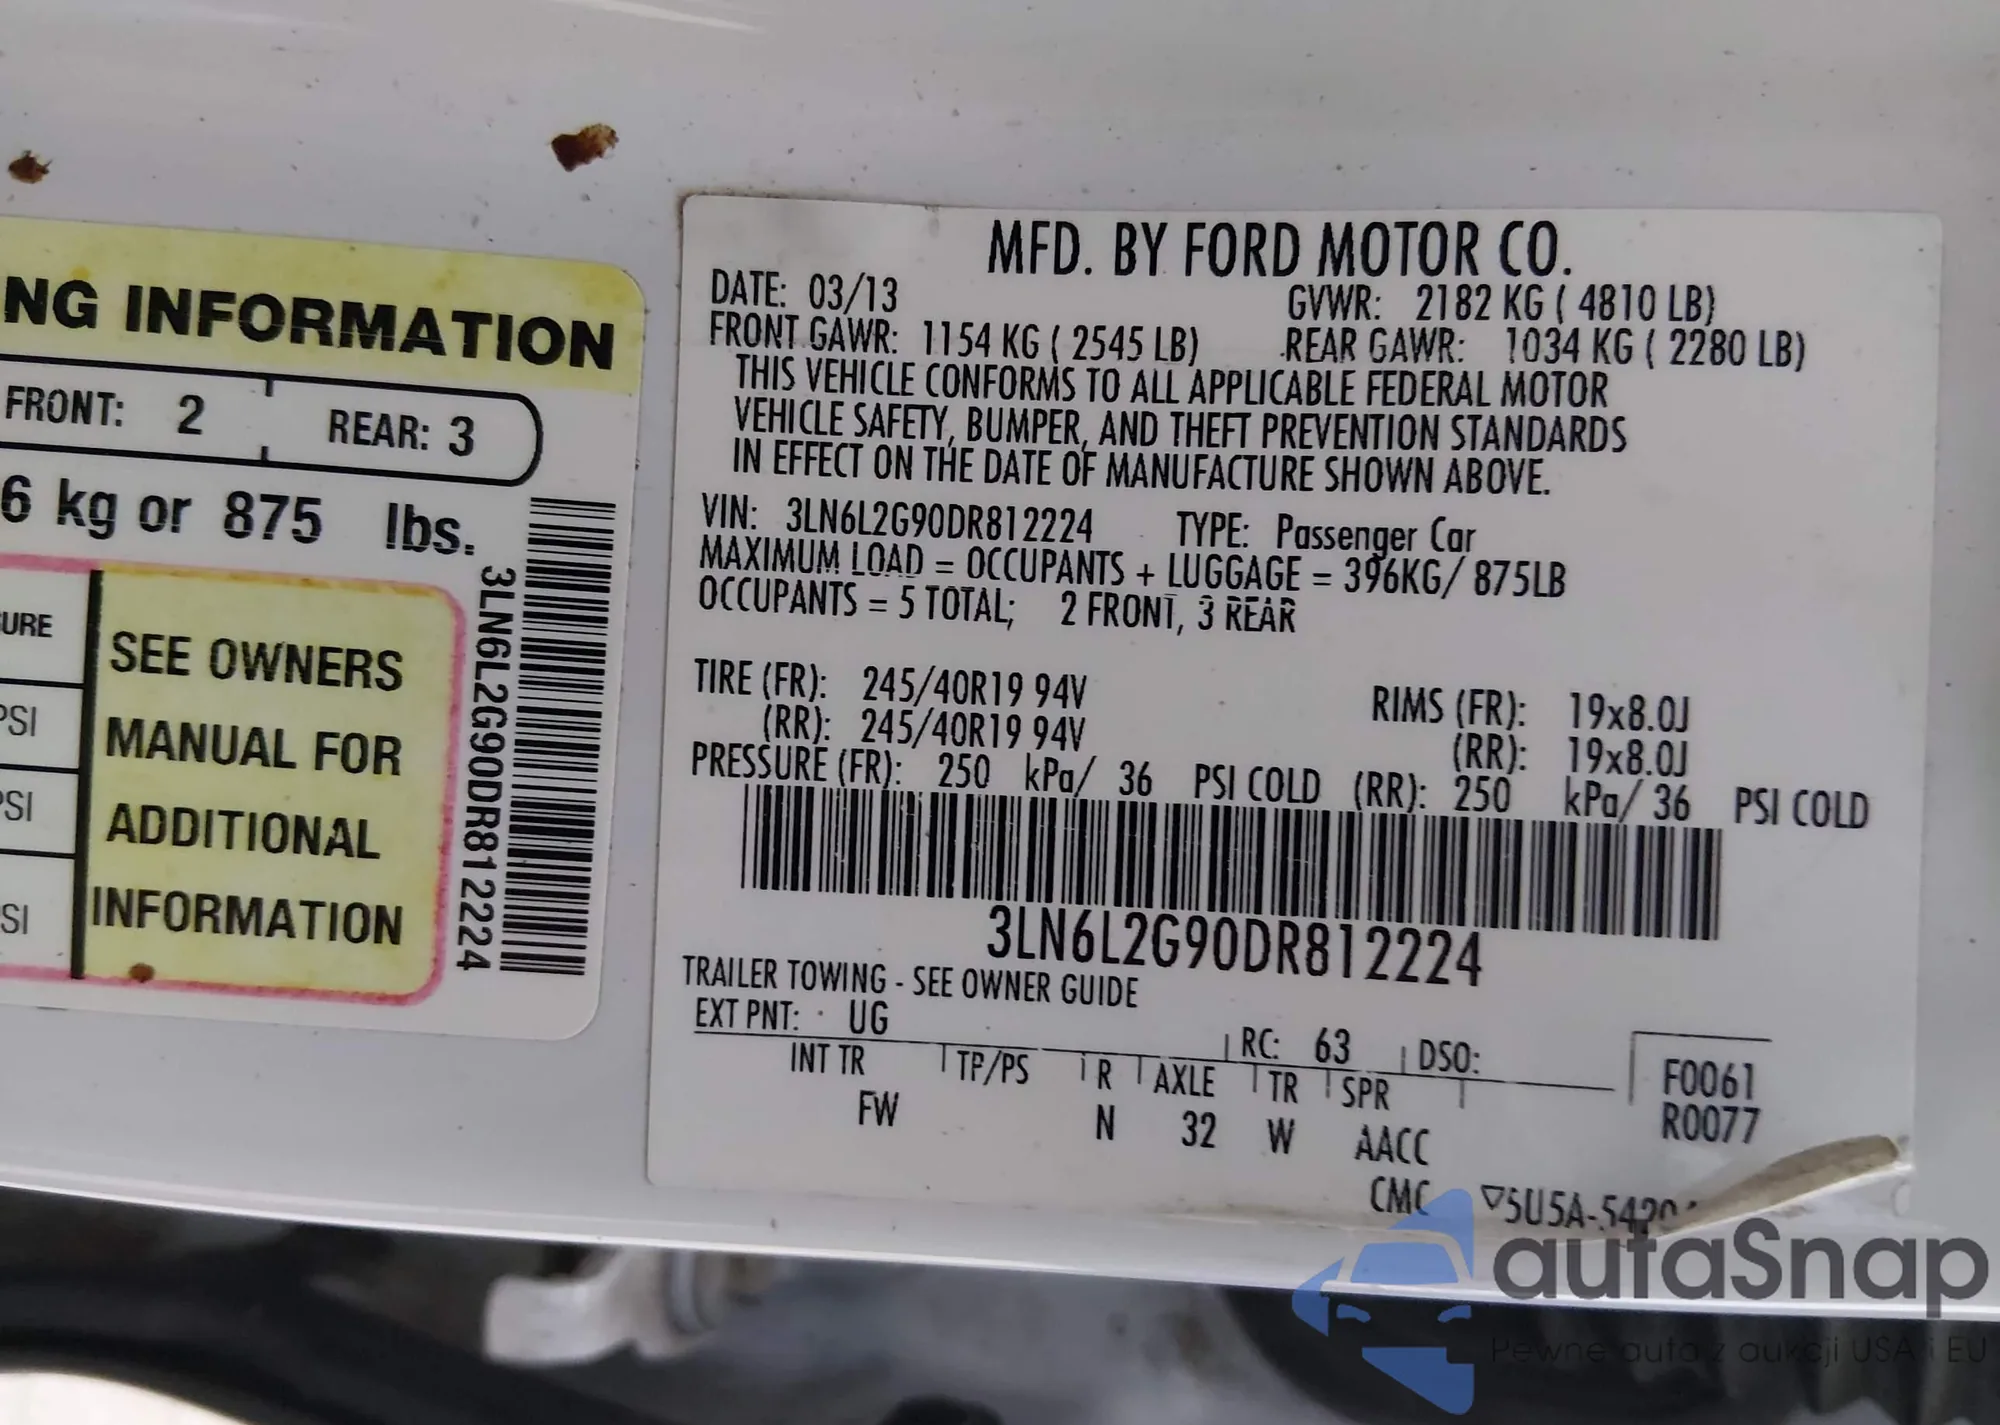 NG INFORMATION
FRONT: 2 REAR: 3
6 kg or 875 lbs.
URE
PSI
PSI
SI
SEE OWNERS
MANUAL FOR
ADDITIONAL
INFORMATION
3LN6L2G90DR812224
MFD. BY FORD MOTOR CO.
DATE: 03/13 GVWR: 2182 KG ( 4810 LB)
FRONT GAWR: 1154 KG ( 2545 LB) REAR GAWR: 1034 KG ( 2280 LB)
THIS VEHICLE CONFORMS TO ALL APPLICABLE FEDERAL MOTOR
VEHICLE SAFETY, BUMPER, AND THEFT PREVENTION STANDARDS
IN EFFECT ON THE DATE OF MANUFACTURE SHOWN ABOVE.
VIN: 3LN6L2G90DR812224 TYPE: Passenger Car
MAXIMUM LOAD = OCCUPANTS + LUGGAGE = 396KG/ 875LB
OCCUPANTS = 5 TOTAL; 2 FRONT, 3 REAR
TIRE (FR): 245/40R19 94V RIMS (FR): 19x8.0J
(RR): 245/40R19 94V (RR): 19x8.0J
PRESSURE (FR): 250 kPa/ 36 PSI COLD (RR): 250 kPa/ 36 PSI COLD
3LN6L2G90DR812224
TRAILER TOWING - SEE OWNER GUIDE
EXT PNT: UG RC: 63 DSO:
INT TR TP/PS R AXLE TR SPR
FW N 32 W AACC
F0061
R0077
CMC
autaSnap
Pewne auta z aukcji USA i EU